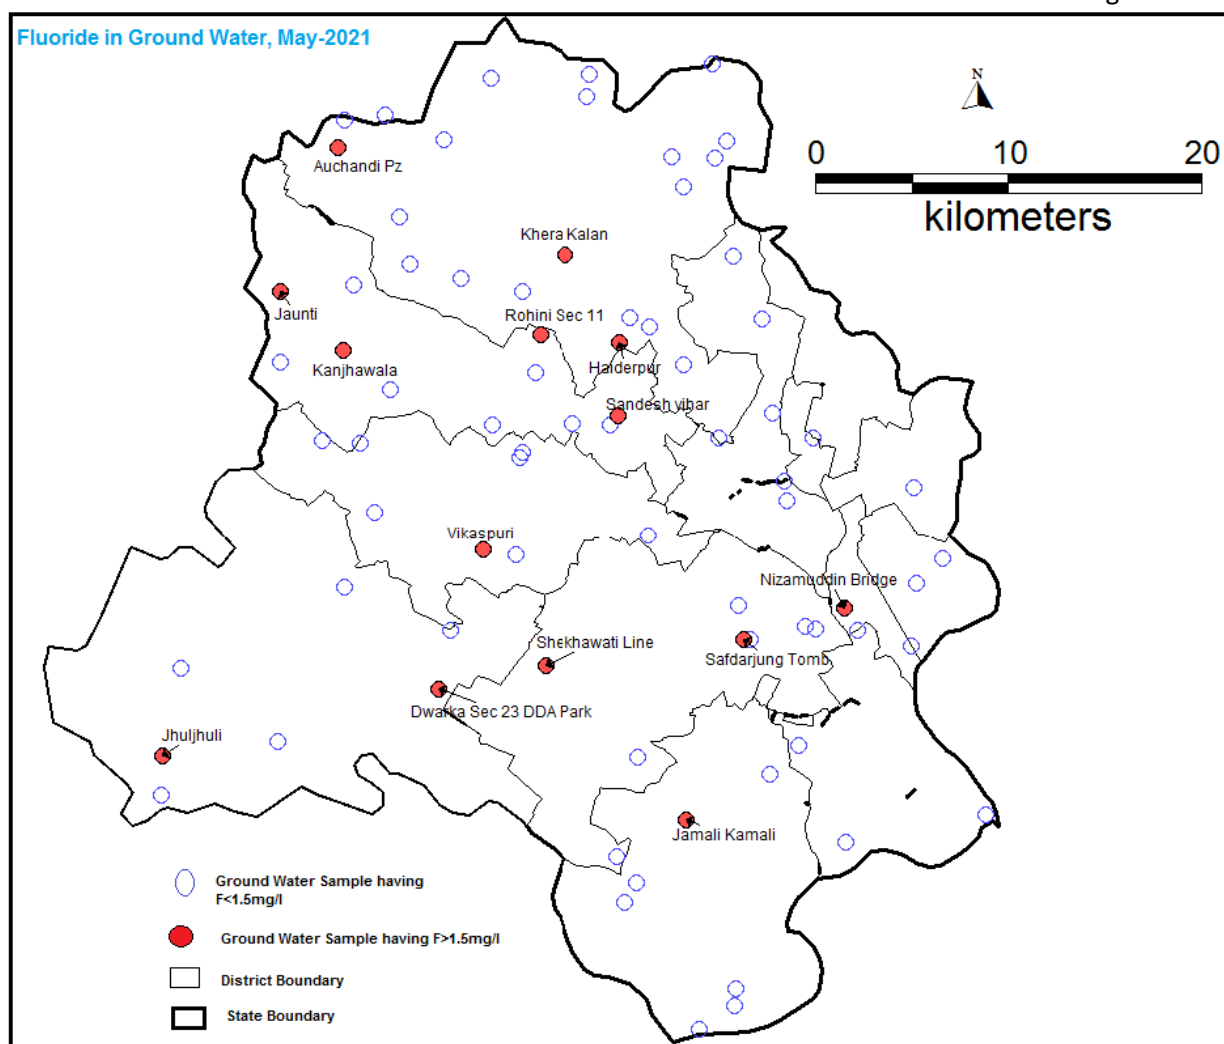 Fluoride in Ground Water, May-2021
N
0 10 20
kilometers
Auchandi Pz
Khera Kalan
Jaunti
Rohini Sec 11
Kanjhawala
Haiderpur
Sandesh vihar
Vikaspuri
Nizamuddin Bridge
Shekhawati Line
Safdarjung Tomb
Dwarka Sec 23 DDA Park
Jhuljhuli
Jamali Kamali
Ground Water Sample having
F<1.5mg/l
Ground Water Sample having F>1.5mg/l
District Boundary
State Boundary